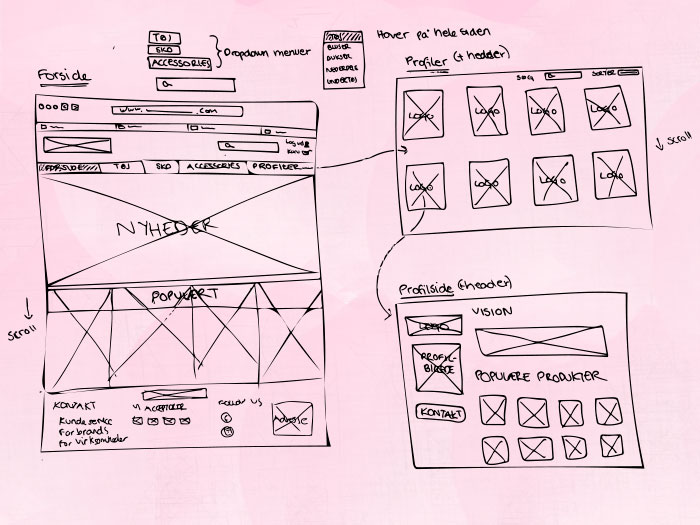 TØJ
SKO
ACCESSORIES
Dropdown menuer
TØJ
BLUSER
BUKSER
NEDERDELE
UNDERTØJ
Hover på hele siden
Forside
www. .com
Log ind
Kurv
FORSIDE
TØJ
SKO
ACCESSORIES
PROFILER
NYHEDER
POPULÆRT
scroll
KONTAKT
Kundeservice
For brands
For virksomheder
VI ACCEPTERER
FOLLOW US
Adresse
Profiler (+ header)
SØG
SORTER
LOGO
LOGO
LOGO
LOGO
LOGO
LOGO
LOGO
LOGO
scroll
Profilside (+header)
LOGO
PROFIL-
BILLEDE
KONTAKT
VISION
POPULÆRE PRODUKTER